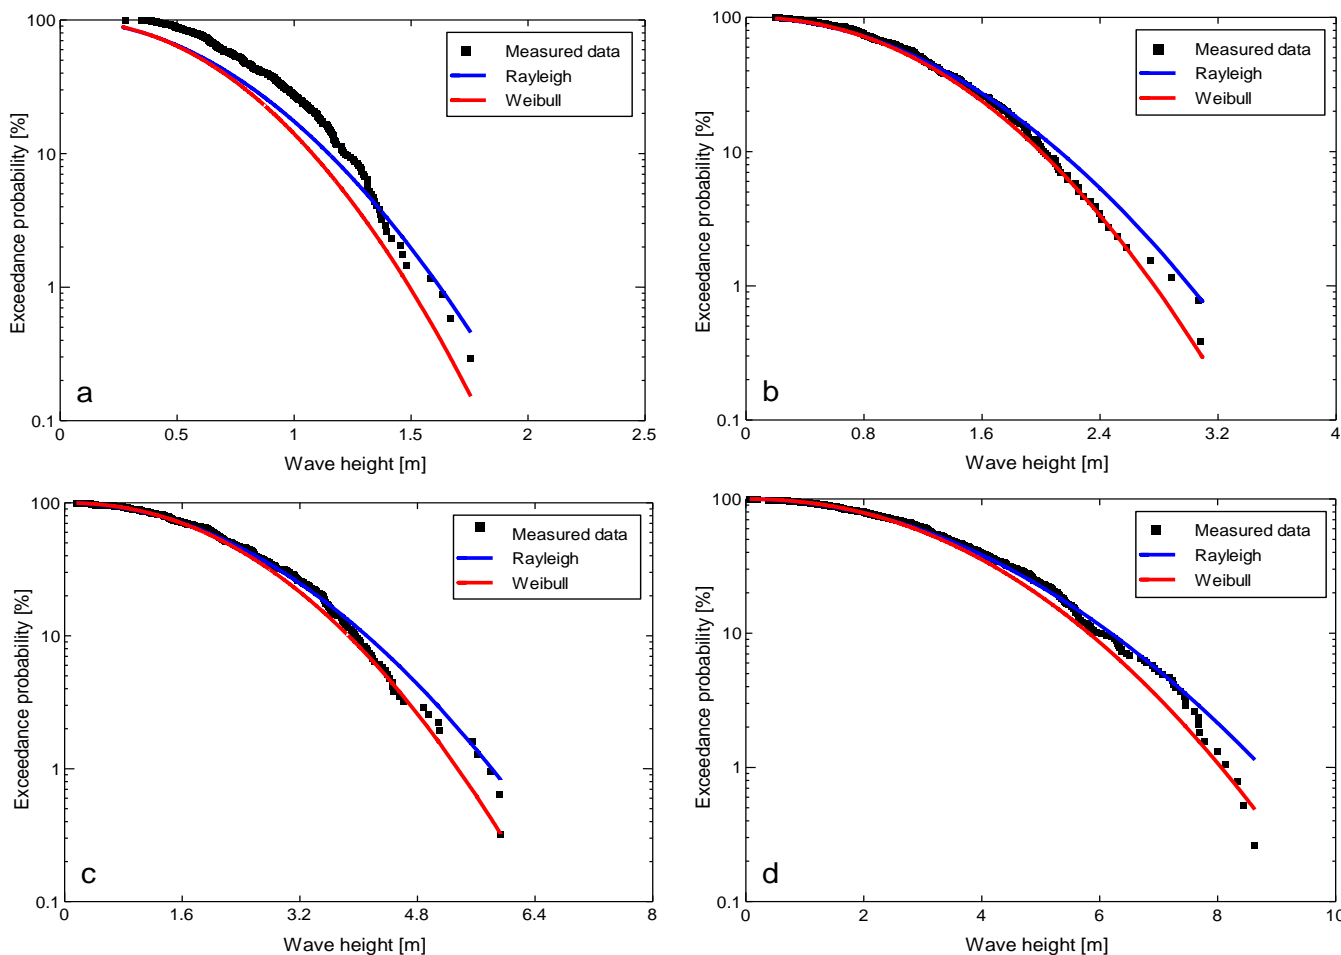 100
10
1
0.1
Exceedance probability [%]
Measured data
Rayleigh
Weibull
a
0 0.5 1 1.5 2 2.5
Wave height [m]
100
10
1
0.1
Exceedance probability [%]
Measured data
Rayleigh
Weibull
b
0 0.8 1.6 2.4 3.2 4
Wave height [m]
100
10
1
0.1
Exceedance probability [%]
Measured data
Rayleigh
Weibull
c
0 1.6 3.2 4.8 6.4 8
Wave height [m]
100
10
1
0.1
Exceedance probability [%]
Measured data
Rayleigh
Weibull
d
0 2 4 6 8 10
Wave height [m]